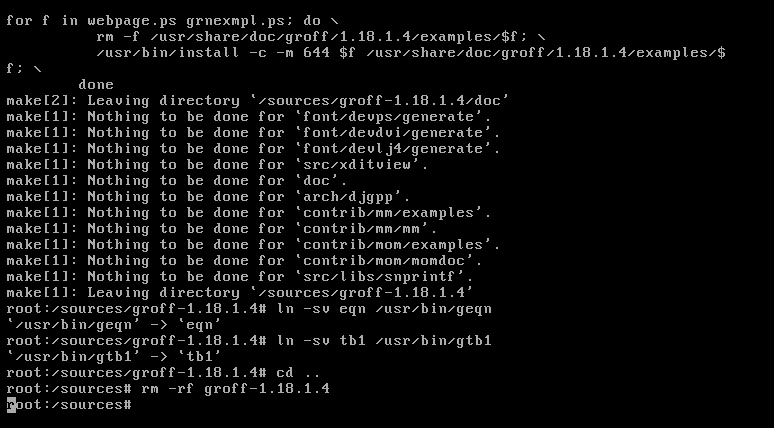 for f in webpage.ps grnexmpl.ps; do \
rm -f /usr/share/doc/groff/1.18.1.4/examples/$f; \
/usr/bin/install -c -m 644 $f /usr/share/doc/groff/1.18.1.4/examples/$
f; \
done
make[2]: Leaving directory `/sources/groff-1.18.1.4/doc'
make[1]: Nothing to be done for `font/devps/generate'.
make[1]: Nothing to be done for `font/devdvi/generate'.
make[1]: Nothing to be done for `font/devlj4/generate'.
make[1]: Nothing to be done for `src/xditview'.
make[1]: Nothing to be done for `doc'.
make[1]: Nothing to be done for `arch/djgpp'.
make[1]: Nothing to be done for `contrib/mm/examples'.
make[1]: Nothing to be done for `contrib/mm/mm'.
make[1]: Nothing to be done for `contrib/mom/examples'.
make[1]: Nothing to be done for `contrib/mom/momdoc'.
make[1]: Nothing to be done for `src/libs/snprintf'.
make[1]: Leaving directory `/sources/groff-1.18.1.4'
root:/sources/groff-1.18.1.4# ln -sv eqn /usr/bin/geqn
`/usr/bin/geqn' -> `eqn'
root:/sources/groff-1.18.1.4# ln -sv tb1 /usr/bin/gtb1
`/usr/bin/gtb1' -> `tb1'
root:/sources/groff-1.18.1.4# cd ..
root:/sources# rm -rf groff-1.18.1.4
root:/sources#